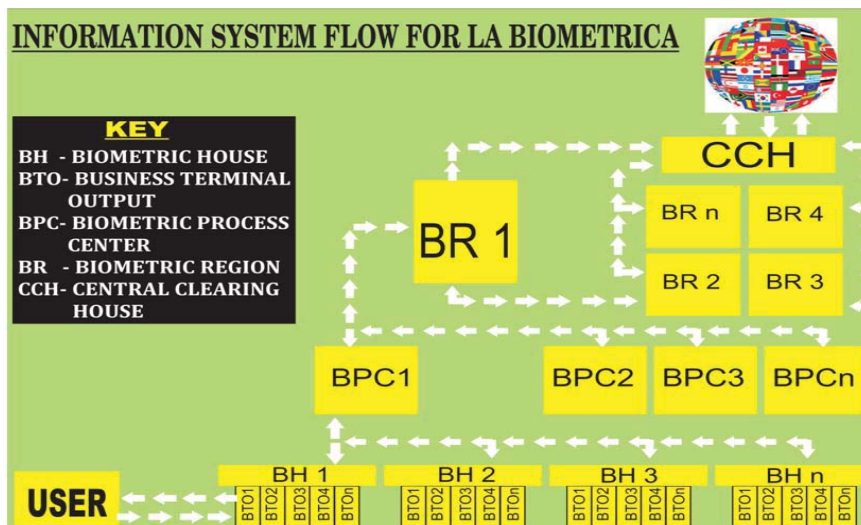 INFORMATION SYSTEM FLOW FOR LA BIOMETRICA
KEY
BH - BIOMETRIC HOUSE
BTO- BUSINESS TERMINAL
OUTPUT
BPC- BIOMETRIC PROCESS
CENTER
BR - BIOMETRIC REGION
CCH- CENTRAL CLEARING
HOUSE
CCH
BR 1
BR n
BR 4
BR 2
BR 3
BPC1
BPC2
BPC3
BPCn
BH 1
BH 2
BH 3
BH n
USER
BTO1 BTO2 BTO3 BTO4 BTOn
BTO1 BTO2 BTO3 BTO4 BTOn
BTO1 BTO2 BTO3 BTO4 BTOn
BTO1 BTO2 BTO3 BTO4 BTOn